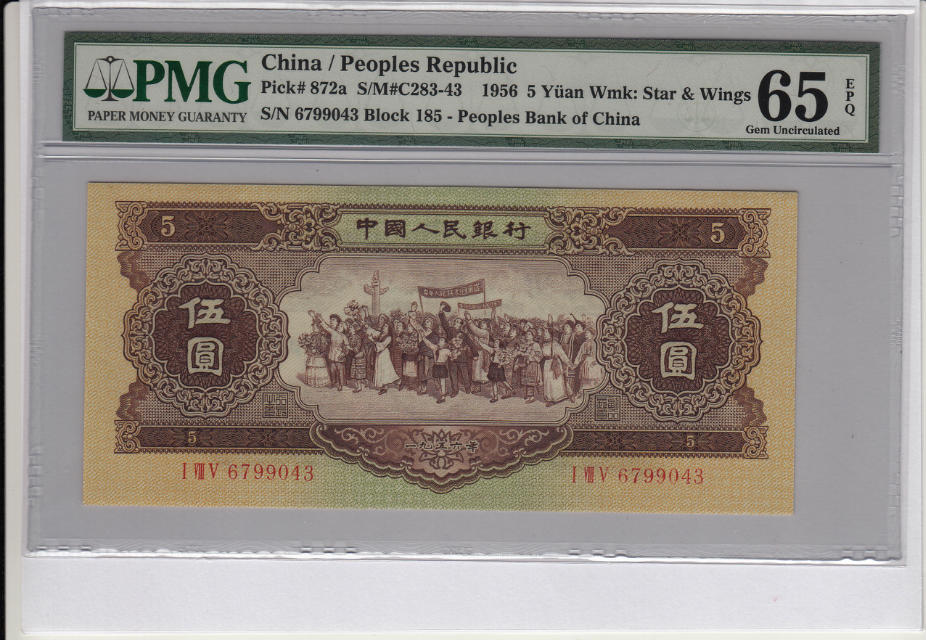 PMG
PAPER MONEY GUARANTY
China / Peoples Republic
Pick# 872a S/M#C283-43 1956 5 Yüan Wmk: Star & Wings
S/N 6799043 Block 185 - Peoples Bank of China
65
EPQ
Gem Uncirculated
5 中國人民銀行 5
伍圓 伍圓
5 一九五六年 5
I VIII V 6799043 I VIII V 6799043